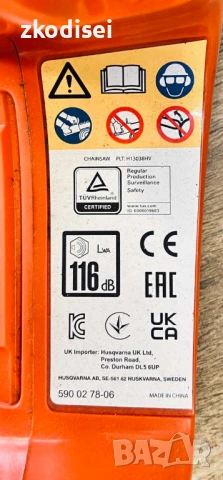 zkodisei
CHAINSAW PLT: H13038HV
TÜVRheinland
CERTIFIED
Regular
Production
Surveillance
Safety
www.tuv.com
LWA
116 dB
CE
EAC
UK
CA
UK Importer: Husqvarna UK Ltd,
Preston Road,
Co. Durham DL5 6UP
HUSQVARNA AB, SE-561 82 HUSKVARNA, SWEDEN
590 02 78-06
MADE IN CHINA
BAZAR
bg